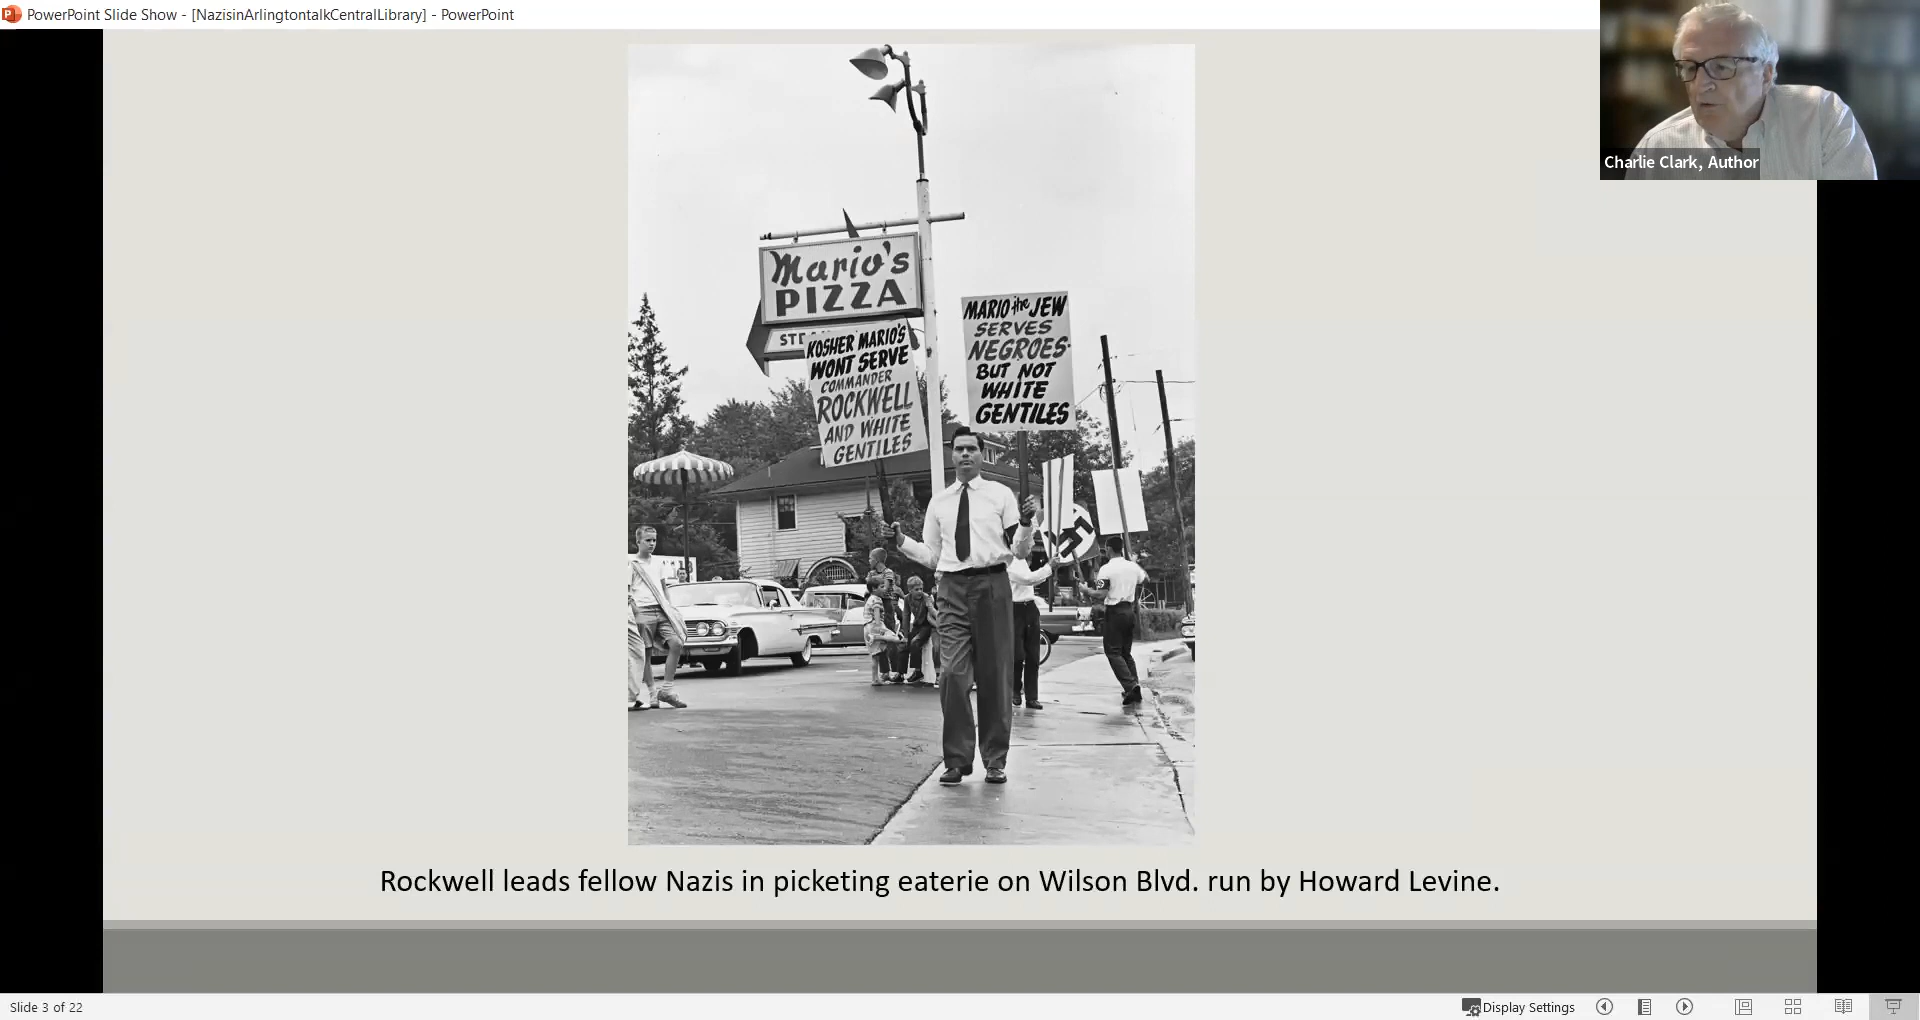 PowerPoint Slide Show - [NazisinArlingtontalkCentralLibrary] - PowerPoint
Charlie Clark, Author
Mario's
PIZZA
KOSHER MARIO'S
WONT SERVE
COMMANDER
ROCKWELL
AND WHITE
GENTILES
MARIO the JEW
SERVES
NEGROES-
BUT NOT
WHITE
GENTILES
Rockwell leads fellow Nazis in picketing eaterie on Wilson Blvd. run by Howard Levine.
Slide 3 of 22
Display Settings